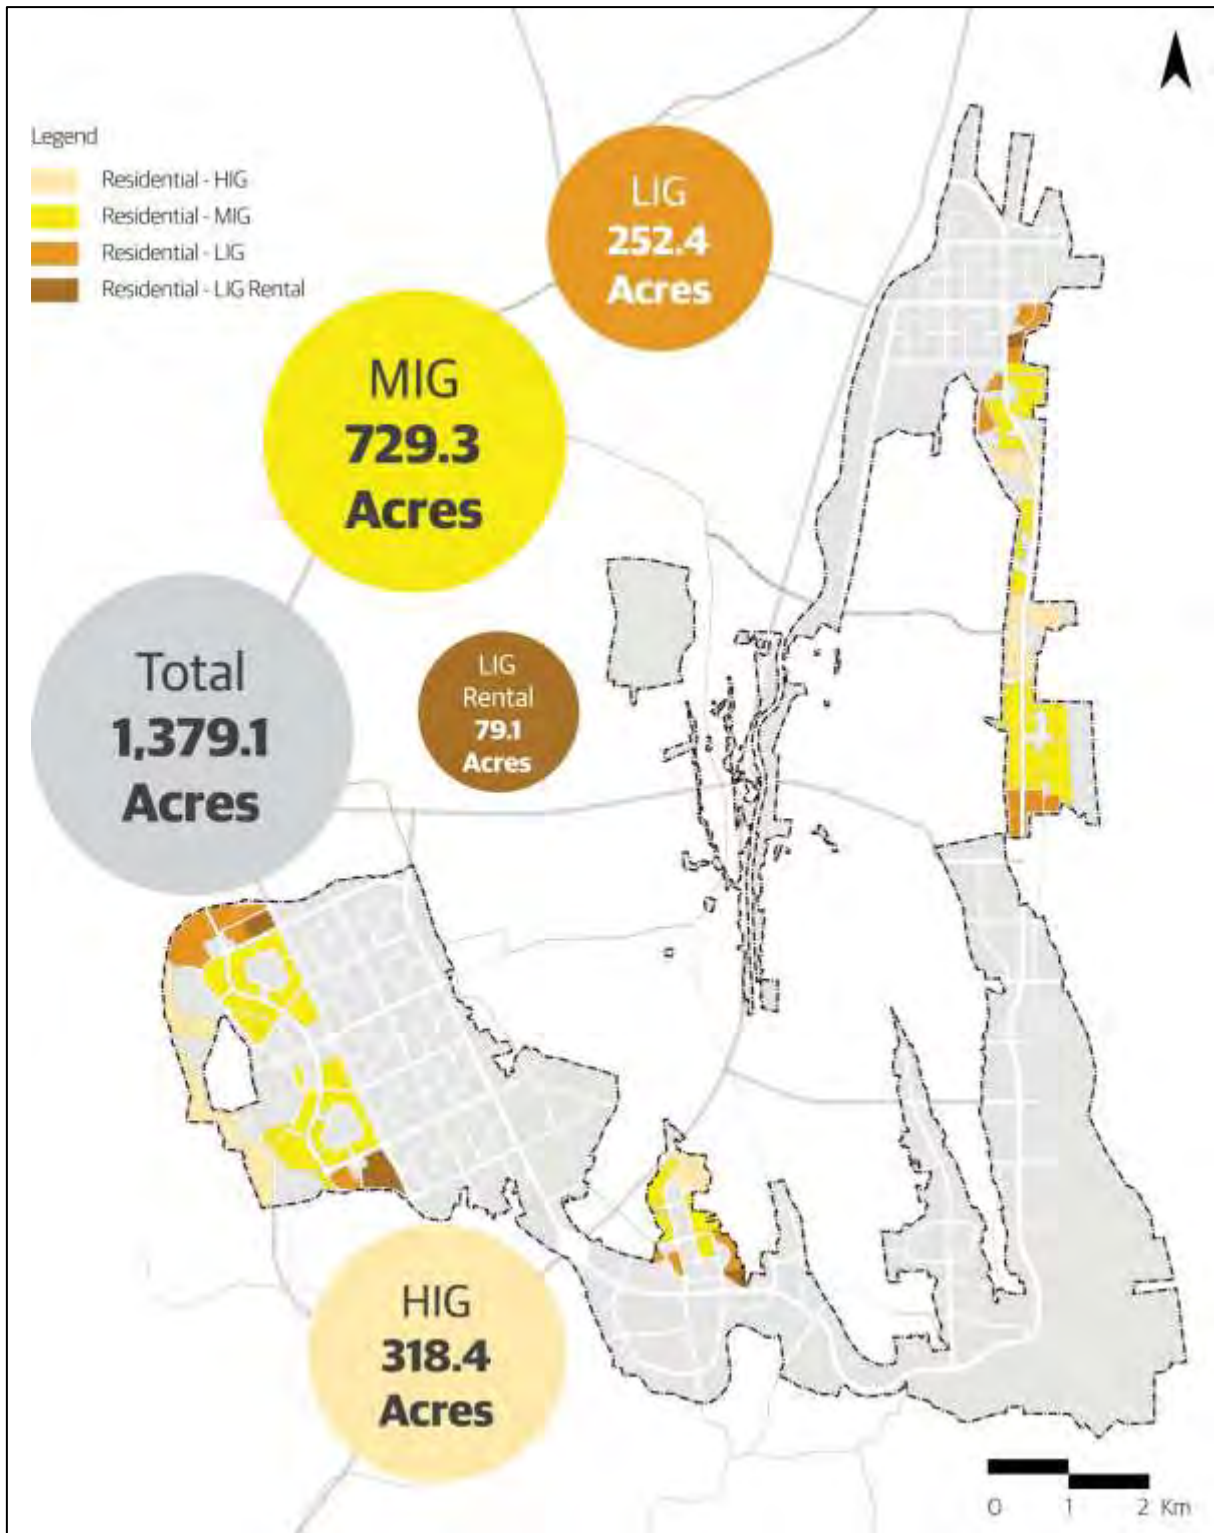 Legend
Residential - HIG
Residential - MIG
Residential - LIG
Residential - LIG Rental
LIG
252.4
Acres
MIG
729.3
Acres
Total
1,379.1
Acres
LIG
Rental
79.1
Acres
HIG
318.4
Acres
0 1 2 Km